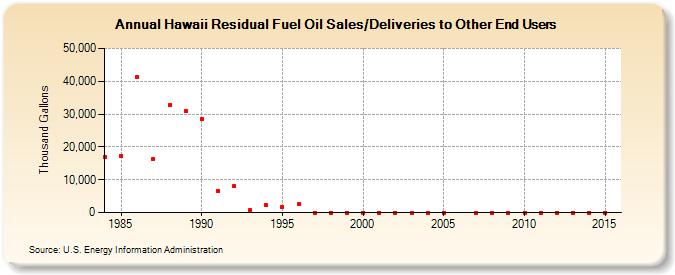 Annual Hawaii Residual Fuel Oil Sales/Deliveries to Other End Users
Thousand Gallons
50,000
40,000
30,000
20,000
10,000
0
1985 1990 1995 2000 2005 2010 2015
Source: U.S. Energy Information Administration